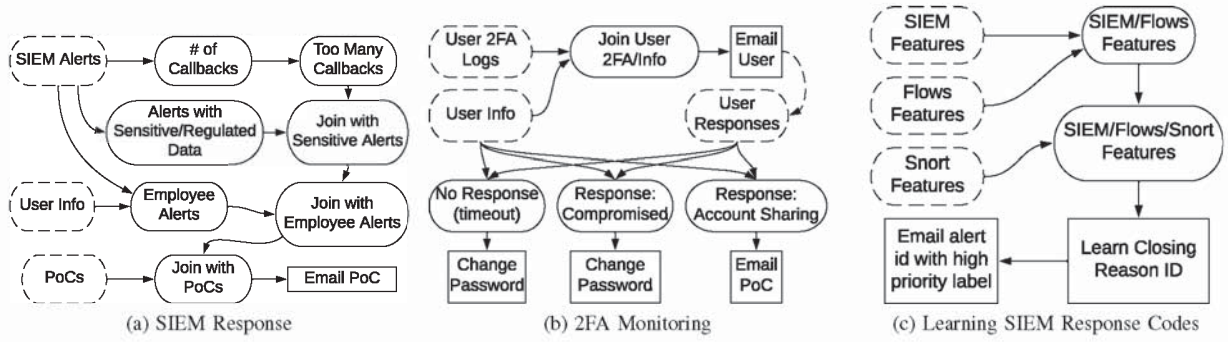 SIEM Alerts
# of
Callbacks
Too Many
Callbacks
Alerts with
Sensitive/Regulated
Data
Join with
Sensitive Alerts
User Info
Employee
Alerts
Join with
Employee Alerts
PoCs
Join with
PoCs
Email PoC
(a) SIEM Response
User 2FA
Logs
Join User
2FA/Info
Email
User
User Info
User
Responses
No Response
(timeout)
Response:
Compromised
Response:
Account Sharing
Change
Password
Change
Password
Email
PoC
(b) 2FA Monitoring
SIEM
Features
SIEM/Flows
Features
Flows
Features
SIEM/Flows/Snort
Features
Snort
Features
Email alert
id with high
priority label
Learn Closing
Reason ID
(c) Learning SIEM Response Codes